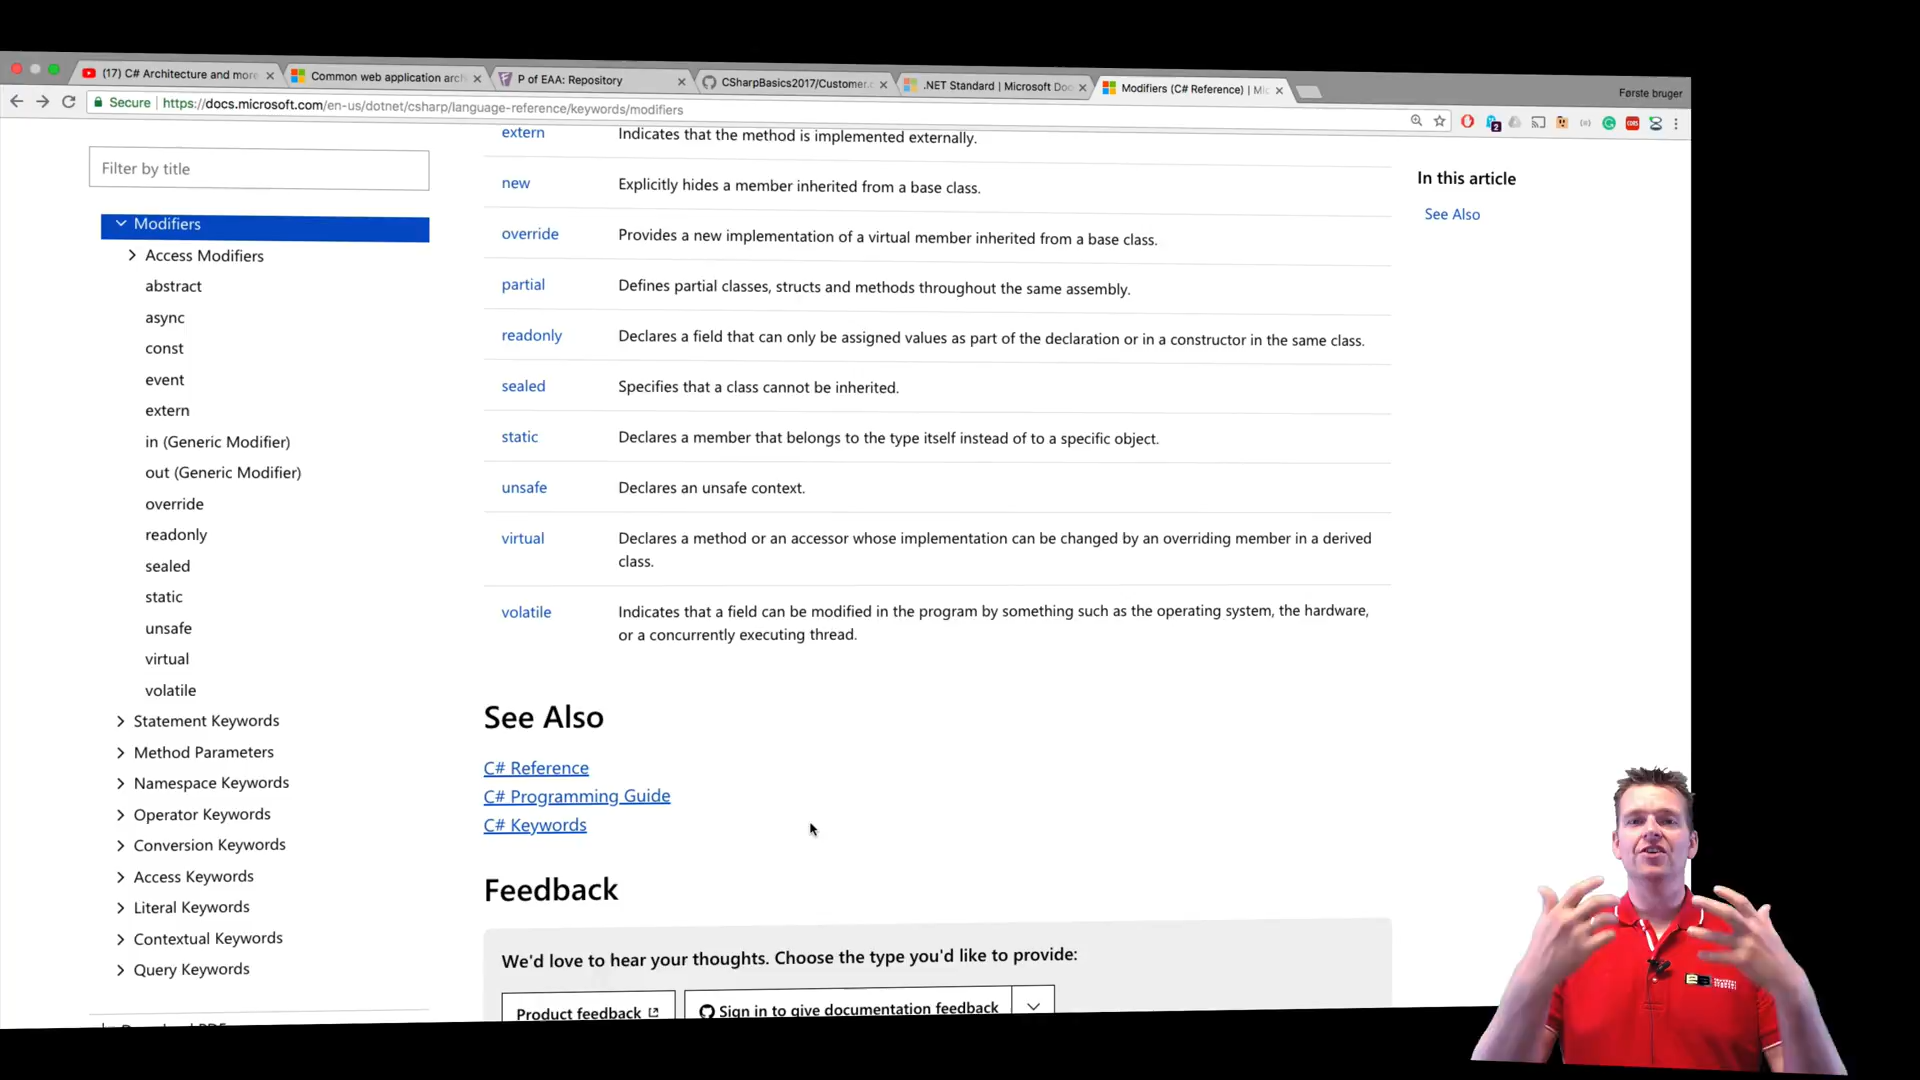 (17) C# Architecture and more
Common web application arch
P of EAA: Repository
CSharpBasics2017/Customer.
.NET Standard | Microsoft Doc
Modifiers (C# Reference) | Mic
Første bruger
Secure
https://docs.microsoft.com/en-us/dotnet/csharp/language-reference/keywords/modifiers
2
Filter by title
Modifiers
Access Modifiers
abstract
async
const
event
extern
in (Generic Modifier)
out (Generic Modifier)
override
readonly
sealed
static
unsafe
virtual
volatile
Statement Keywords
Method Parameters
Namespace Keywords
Operator Keywords
Conversion Keywords
Access Keywords
Literal Keywords
Contextual Keywords
Query Keywords
extern Indicates that the method is implemented externally.
new Explicitly hides a member inherited from a base class.
override Provides a new implementation of a virtual member inherited from a base class.
partial Defines partial classes, structs and methods throughout the same assembly.
readonly Declares a field that can only be assigned values as part of the declaration or in a constructor in the same class.
sealed Specifies that a class cannot be inherited.
static Declares a member that belongs to the type itself instead of to a specific object.
unsafe Declares an unsafe context.
virtual Declares a method or an accessor whose implementation can be changed by an overriding member in a derived
class.
volatile Indicates that a field can be modified in the program by something such as the operating system, the hardware,
or a concurrently executing thread.
See Also
C# Reference
C# Programming Guide
C# Keywords
Feedback
We'd love to hear your thoughts. Choose the type you'd like to provide:
Product feedback
Sign in to give documentation feedback
In this article
See Also